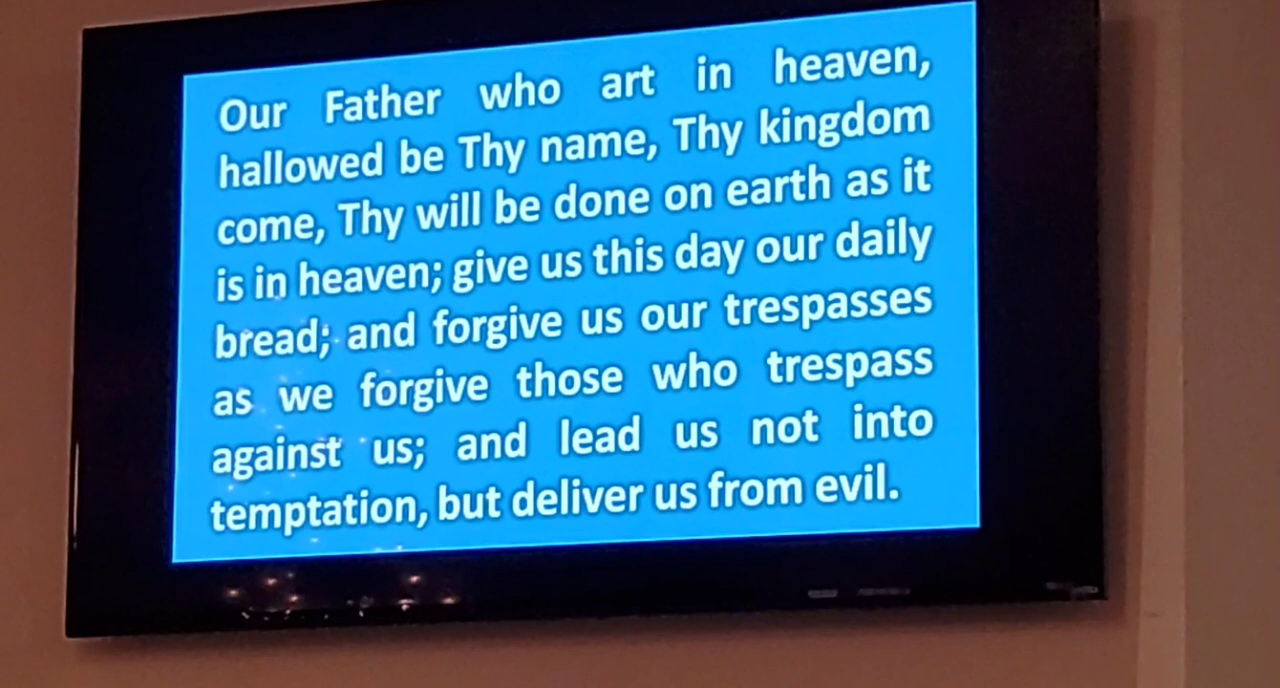 Our Father who art in heaven,
hallowed be Thy name, Thy kingdom
come, Thy will be done on earth as it
is in heaven; give us this day our daily
bread; and forgive us our trespasses
as we forgive those who trespass
against us; and lead us not into
temptation, but deliver us from evil.